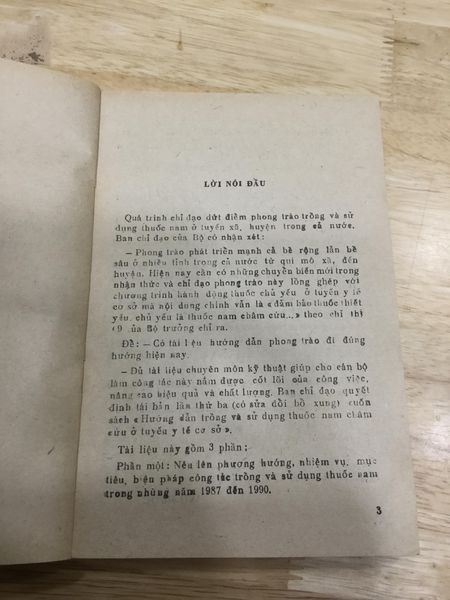 LỜI NÓI ĐẦU
Quá trình chỉ đạo dứt điểm phong trào trồng và sử
dụng thuốc nam ở tuyến xã, huyện trong cả nước.
Ban chỉ đạo của Bộ có nhận xét:
— Phong trào phát triển mạnh cả bề rộng lẫn bề
sâu ở nhiều tỉnh trong cả nước từ qui mô xã, đến
huyện. Hiện nay cần có những chuyển biến mới trong
nhận thức và chỉ đạo phong trào này lồng ghép với
chương trình hành động thuốc chủ yếu ở tuyến y tế
cơ sở mà nội dung chính vẫn là « đảm bảo thuốc thiết
yếu, chủ yếu là thuốc nam châm cứu...» theo chỉ thị
19 của Bộ trưởng chỉ ra.
Để: — Có tài liệu hướng dẫn phong trào đi đúng
hướng hiện nay.
— Đủ tài liệu chuyên môn kỹ thuật giúp cho cán bộ
làm công tác này nắm được cốt lõi của công việc,
nâng cao hiệu quả và chất lượng. Ban chỉ đạo quyết
định tái bản lần thứ ba (có sửa đổi bổ xung) cuốn
sách « Hướng dẫn trồng và sử dụng thuốc nam châm
cứu ở tuyến y tế cơ sở ».
Tài liệu này gồm 3 phần:
Phần một: Nêu lên phương hướng, nhiệm vụ, mục
tiêu, biện pháp công tác trồng và sử dụng thuốc nam
trong những năm 1987 đến 1990.
3